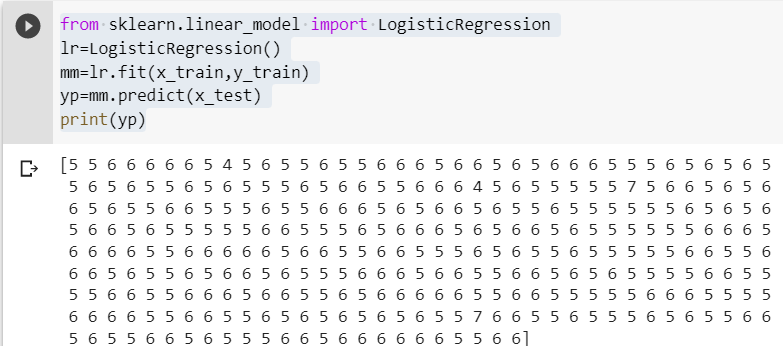 from sklearn.linear_model import LogisticRegression
lr=LogisticRegression()
mm=lr.fit(x_train,y_train)
yp=mm.predict(x_test)
print(yp)
[5 5 6 6 6 6 6 5 4 5 6 5 5 6 5 5 6 6 6 5 6 6 5 6 5 6 6 6 5 5 5 6 5 6 5 6 5
5 6 5 6 5 5 6 5 6 5 5 5 6 5 6 6 5 5 6 6 6 4 5 6 5 5 5 5 5 7 5 6 6 5 6 5 6
6 5 6 5 5 6 6 5 5 5 6 5 5 6 6 6 5 6 5 6 6 5 6 5 5 6 5 5 5 5 5 5 6 5 6 5 6
5 6 6 5 6 5 5 5 5 6 5 6 5 6 5 6 5 5 6 5 5 6 5 6 5 5 6 5 6 5 5 5 5 5 6 6 5
6 6 6 6 5 5 6 6 6 6 6 5 6 6 5 5 6 6 5 5 6 5 5 5 6 5 5 6 6 6 5 5 6 6 5 5 6
6 6 5 6 5 5 6 6 5 6 6 5 5 6 5 6 6 6 6 6 5 5 6 5 5 6 5 5 5 5 5 5 6 6 5 5
5 5 6 6 5 6 6 5 6 6 5 5 6 5 6 6 6 6 6 5 5 6 6 5 5 5 5 5 6 6 6 5 5 5 5
6 6 6 6 5 5 6 6 5 6 5 6 5 6 5 6 5 6 5 6 5 5 7 6 6 5 5 6 5 5 5 6 5 6 5 5 6 6
5 6 5 5 6 6 5 6 5 5 5 6 6 5 6 6 6 6 6 6 5 5 6 6]